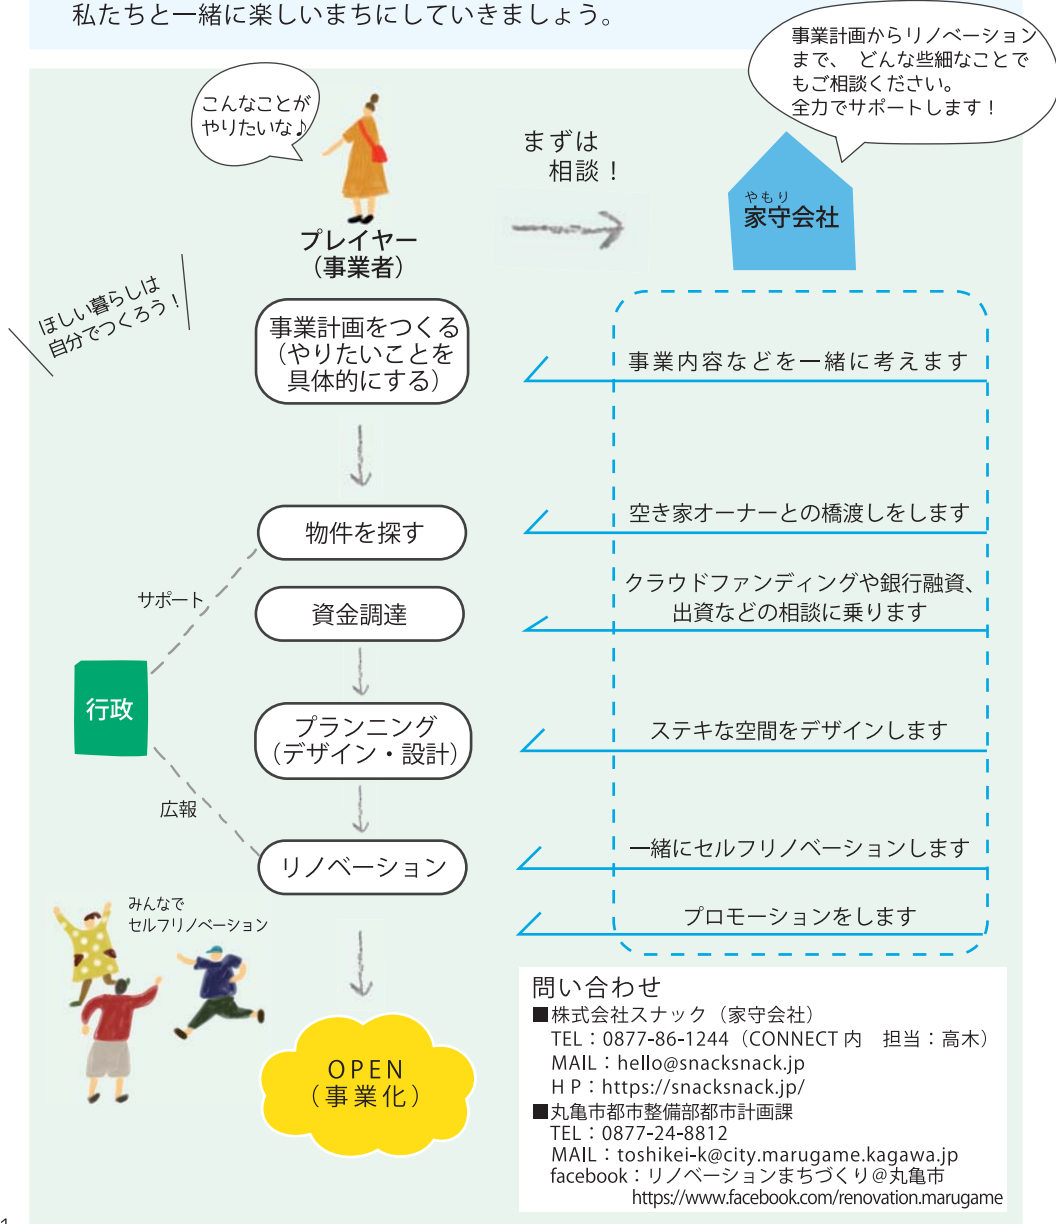 私たちと一緒に楽しいまちにしていきましょう。
事業計画からリノベーション
まで、 どんな些細なことで
もご相談ください。
全力でサポートします！
こんなことが
やりたいな♪
まずは
相談！
やもり
家守会社
プレイヤー
（事業者）
ほしい暮らしは
自分でつくろう！
事業計画をつくる
（やりたいことを
具体的にする）
事業内容などを一緒に考えます
物件を探す
空き家オーナーとの橋渡しをします
サポート
資金調達
クラウドファンディングや銀行融資、
出資などの相談に乗ります
行政
プランニング
（デザイン・設計）
ステキな空間をデザインします
広報
リノベーション
一緒にセルフリノベーションします
みんなで
セルフリノベーション
プロモーションをします
OPEN
（事業化）
問い合わせ
■株式会社スナック（家守会社）
TEL：0877-86-1244（CONNECT 内　担当：高木）
MAIL：hello@snacksnack.jp
H P：https://snacksnack.jp/
■丸亀市都市整備部都市計画課
TEL：0877-24-8812
MAIL：toshikei-k@city.marugame.kagawa.jp
facebook：リノベーションまちづくり＠丸亀市
https://www.facebook.com/renovation.marugame